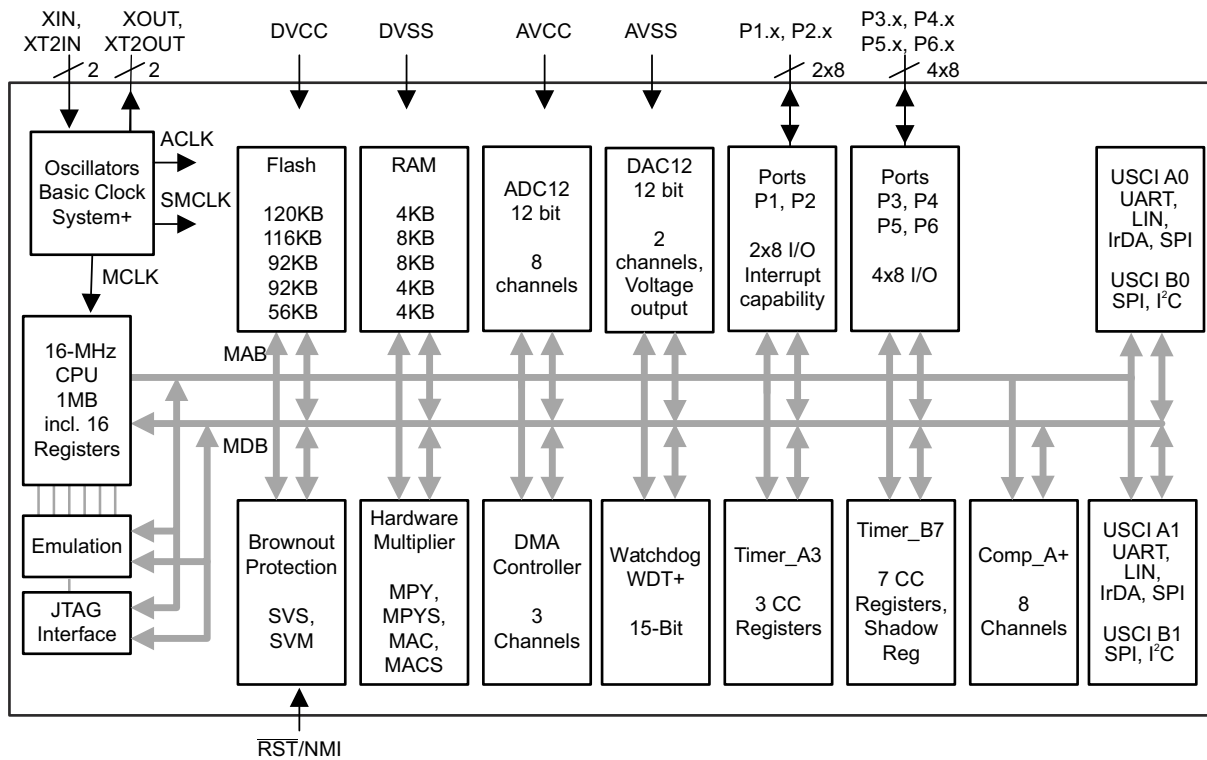 XIN,
XT2IN
XOUT,
XT2OUT
DVCC
DVSS
AVCC
AVSS
P1.x, P2.x
P3.x, P4.x
P5.x, P6.x
2
2
2x8
4x8
Oscillators
Basic Clock
System+
ACLK
SMCLK
MCLK
Flash
120KB
116KB
92KB
92KB
56KB
RAM
4KB
8KB
8KB
4KB
4KB
ADC12
12 bit
8
channels
DAC12
12 bit
2
channels,
Voltage
output
Ports
P1, P2
2x8 I/O
Interrupt
capability
Ports
P3, P4
P5, P6
4x8 I/O
USCI A0
UART,
LIN,
IrDA, SPI
USCI B0
SPI, I²C
16-MHz
CPU
1MB
incl. 16
Registers
MAB
MDB
Emulation
JTAG
Interface
Brownout
Protection
SVS,
SVM
Hardware
Multiplier
MPY,
MPYS,
MAC,
MACS
DMA
Controller
3
Channels
Watchdog
WDT+
15-Bit
Timer_A3
3 CC
Registers
Timer_B7
7 CC
Registers,
Shadow
Reg
Comp_A+
8
Channels
USCI A1
UART,
LIN,
IrDA, SPI
USCI B1
SPI, I²C
R̅S̅T̅/NMI